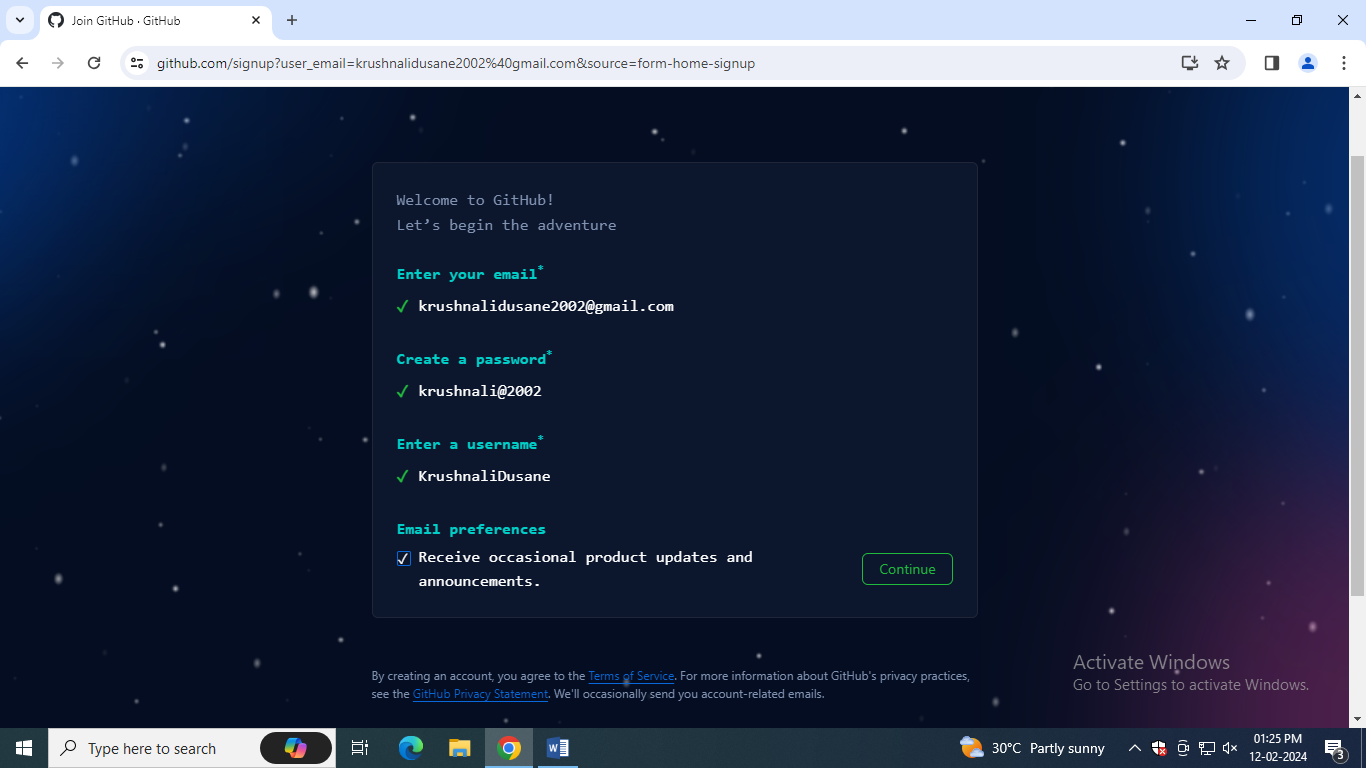 Join GitHub · GitHub
github.com/signup?user_email=krushnalidusane2002%40gmail.com&source=form-home-signup
Welcome to GitHub!
Let’s begin the adventure
Enter your email*
✓ krushnalidusane2002@gmail.com
Create a password*
✓ krushnali@2002
Enter a username*
✓ KrushnaliDusane
Email preferences
Receive occasional product updates and
announcements.
Continue
By creating an account, you agree to the Terms of Service. For more information about GitHub's privacy practices,
see the GitHub Privacy Statement. We'll occasionally send you account-related emails.
Activate Windows
Go to Settings to activate Windows.
Type here to search
30°C Partly sunny
01:25 PM
12-02-2024
3